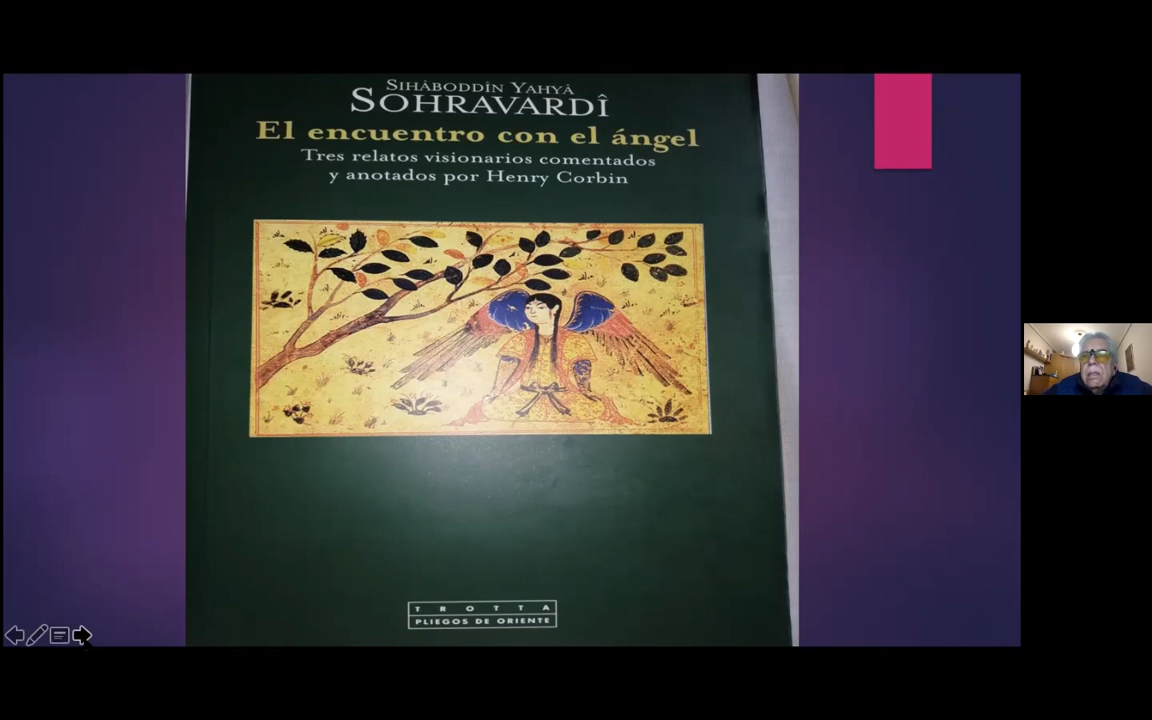 SIHÂBODDÎN YAHYÀ
SOHRAVARDÎ
El encuentro con el ángel
Tres relatos visionarios comentados
y anotados por Henry Corbin
TROTTA
PLIEGOS DE ORIENTE